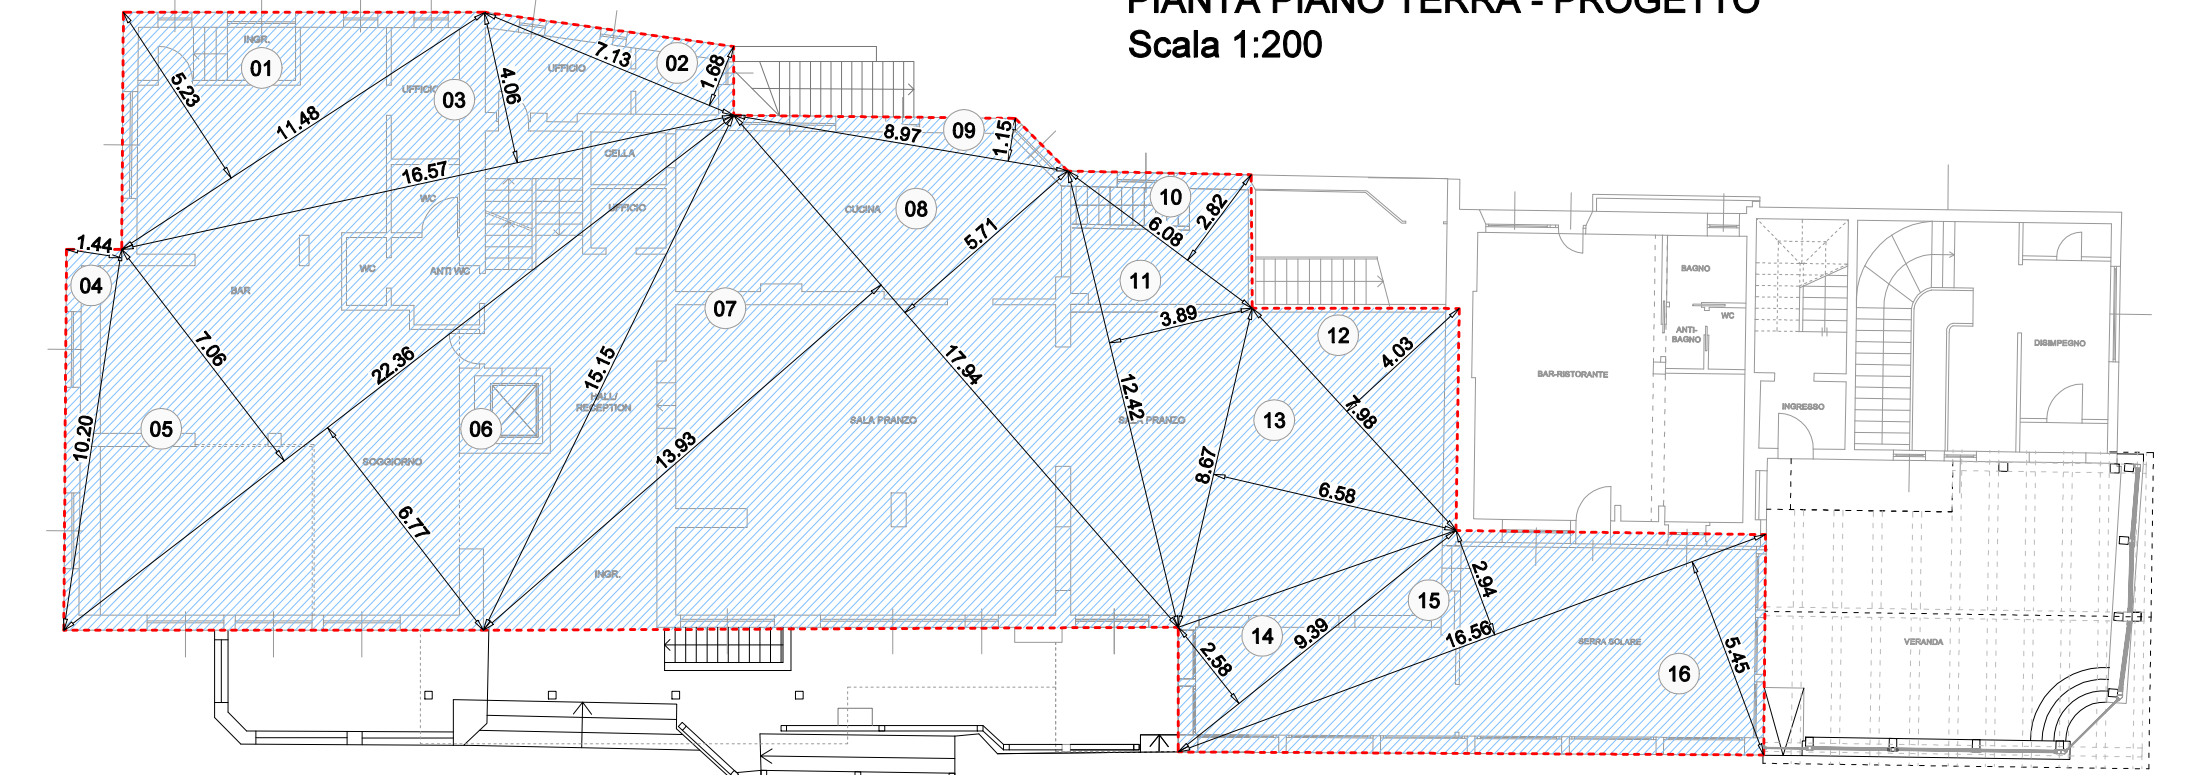 PIANTA PIANO TERRA - PROGETTO
Scala 1:200
INGR.
01
5.23
11.48
UFFICIO
03
4.06
7.13
UFFICIO
02
1.68
16.57
CELLA
WC
UFFICIO
8.97
09
1.15
CUCINA
08
5.71
10
2.82
6.08
11
3.89
1.44
04
BAR
WC
ANTI WC
7.06
22.36
15.15
07
17.94
12.42
12
4.03
7.98
13
10.20
05
06
HALL/
RECEPTION
SALA PRANZO
SALA PRANZO
13.93
8.67
6.58
SOGGIORNO
6.77
INGR.
BAGNO
WC
ANTI-
BAGNO
BAR-RISTORANTE
INGRESSO
DISIMPEGNO
2.94
15
14
9.39
2.58
16.56
SERRA SOLARE
5.45
16
VERANDA